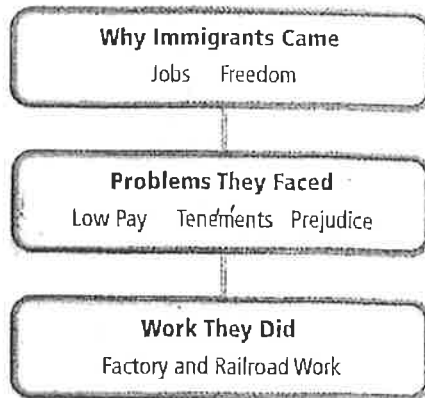 Why Immigrants Came
Jobs Freedom
Problems They Faced
Low Pay Tenements Prejudice
Work They Did
Factory and Railroad Work